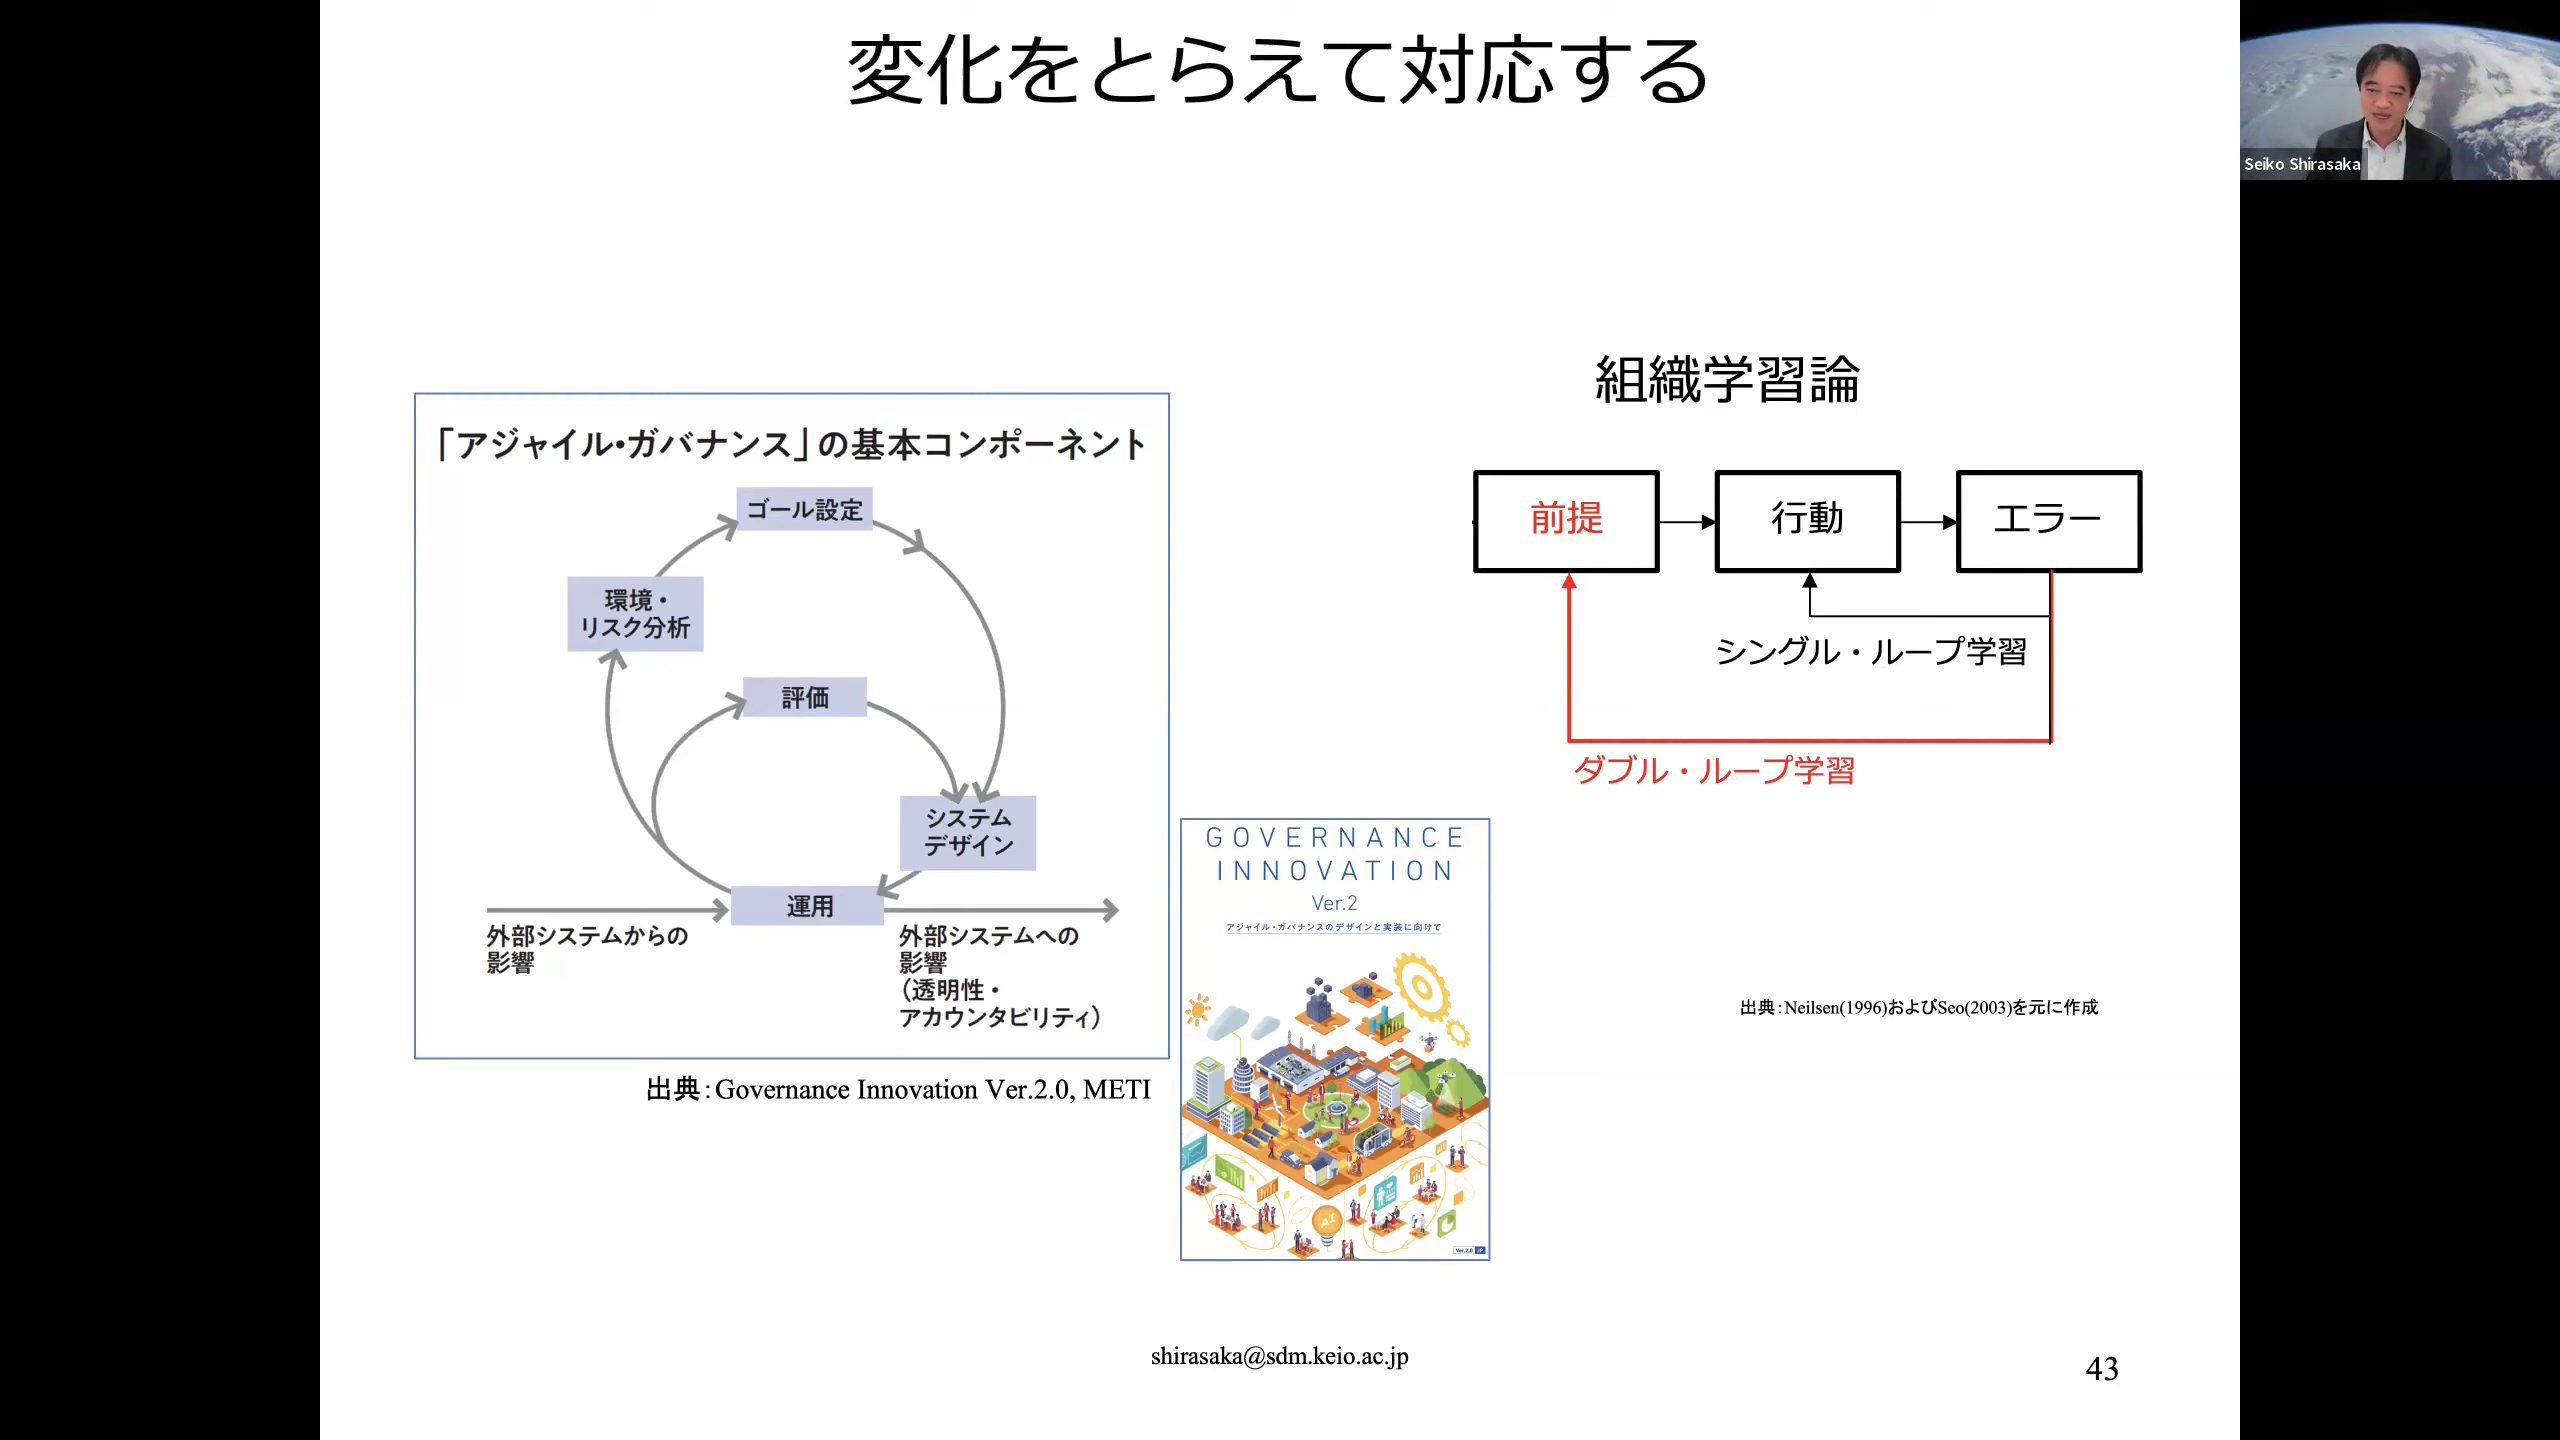 変化をとらえて対応する
Seiko Shirasaka
「アジャイル・ガバナンス」の基本コンポーネント
ゴール設定
環境・
リスク分析
評価
システム
デザイン
運用
外部システムからの
影響
外部システムへの
影響
（透明性・
アカウンタビリティ）
出典：Governance Innovation Ver.2.0, METI
組織学習論
前提
行動
エラー
シングル・ループ学習
ダブル・ループ学習
GOVERNANCE
INNOVATION
Ver.2
アジャイル・ガバナンスのデザインと実装に向けて
AI
Ver.2.0 JP
出典：Neilsen(1996)およびSeo(2003)を元に作成
shirasaka@sdm.keio.ac.jp
43